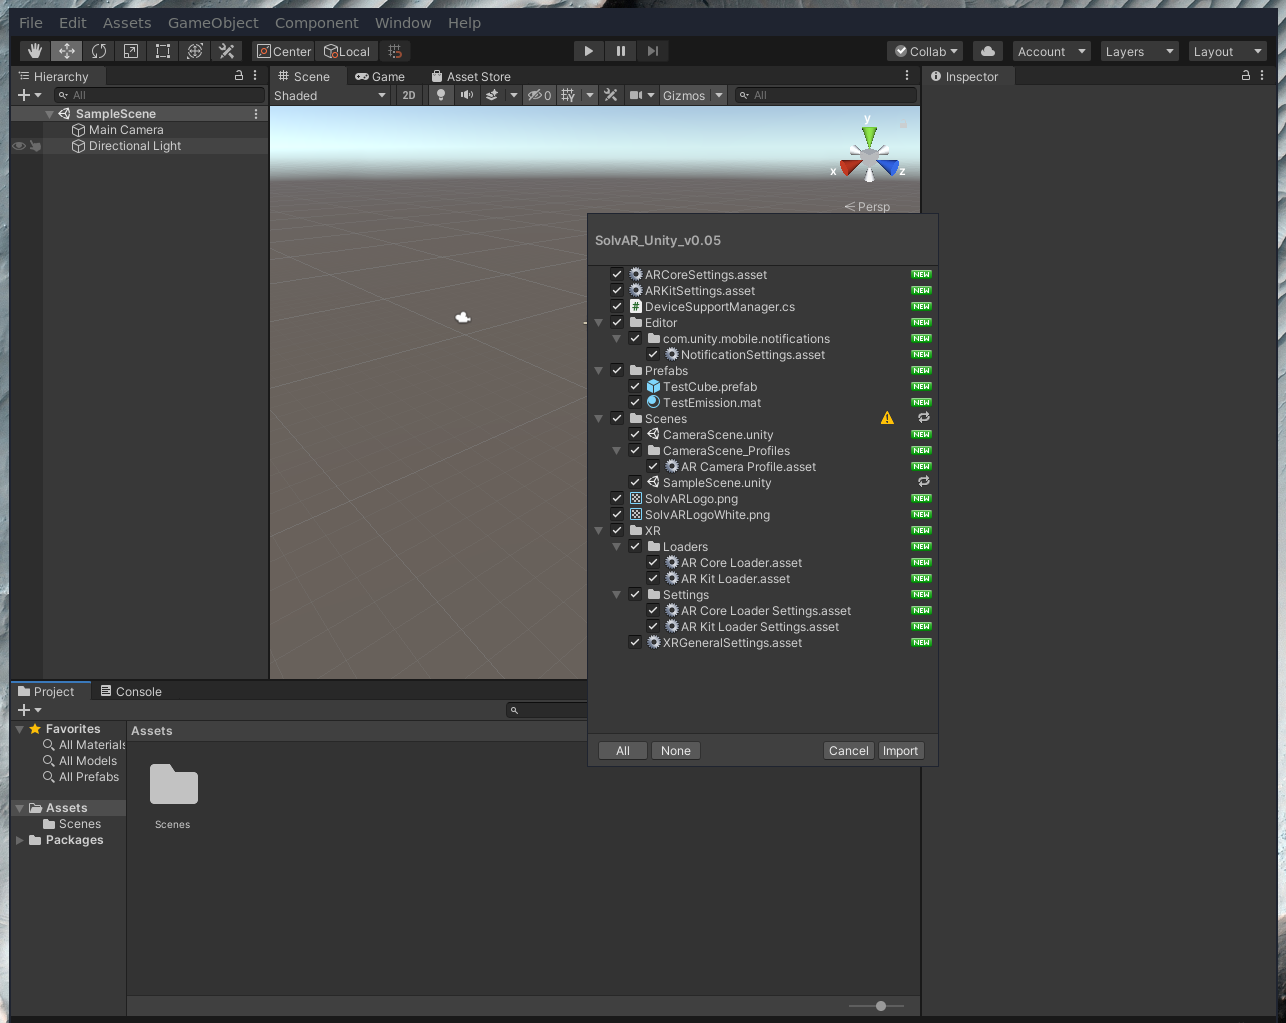 File Edit Assets GameObject Component Window Help
Center Local Collab Account Layers Layout
Hierarchy
All
SampleScene
Main Camera
Directional Light
Scene Game Asset Store
Shaded 2D 0 Gizmos All
y
x z
Persp
Inspector
SolvAR_Unity_v0.05
ARCoreSettings.asset NEW
ARKitSettings.asset NEW
# DeviceSupportManager.cs NEW
Editor NEW
com.unity.mobile.notifications NEW
NotificationSettings.asset NEW
Prefabs NEW
TestCube.prefab NEW
TestEmission.mat NEW
Scenes
CameraScene.unity NEW
CameraScene_Profiles NEW
AR Camera Profile.asset NEW
SampleScene.unity
SolvARLogo.png NEW
SolvARLogoWhite.png NEW
XR NEW
Loaders NEW
AR Core Loader.asset NEW
AR Kit Loader.asset NEW
Settings NEW
AR Core Loader Settings.asset NEW
AR Kit Loader Settings.asset NEW
XRGeneralSettings.asset NEW
All None Cancel Import
Project Console
Favorites
All Materials
All Models
All Prefabs
Assets
Scenes
Packages
Assets
Scenes